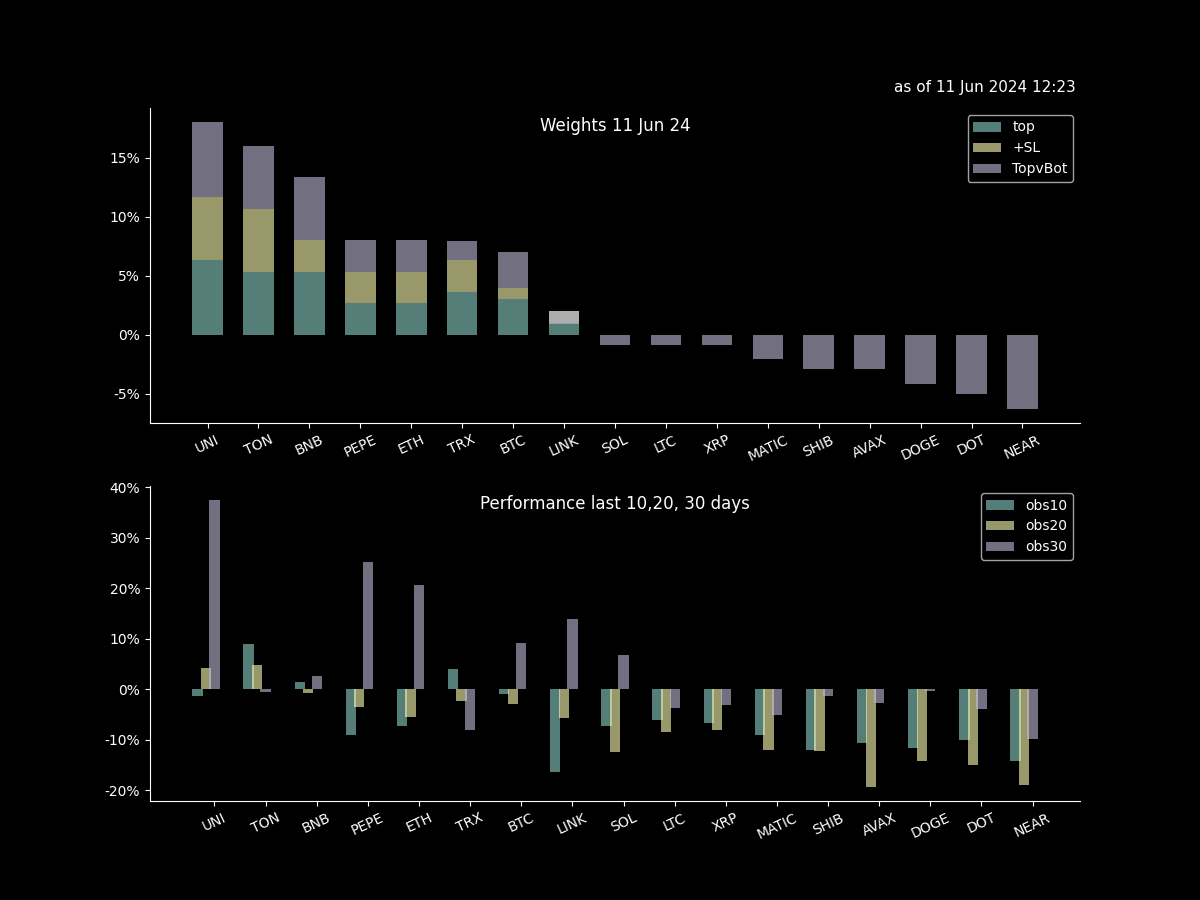 as of 11 Jun 2024 12:23
Weights 11 Jun 24
top
+SL
TopvBot
15%
10%
5%
0%
-5%
UNI TON BNB PEPE ETH TRX BTC LINK SOL LTC XRP MATIC SHIB AVAX DOGE DOT NEAR
Performance last 10,20, 30 days
obs10
obs20
obs30
40%
30%
20%
10%
0%
-10%
-20%
UNI TON BNB PEPE ETH TRX BTC LINK SOL LTC XRP MATIC SHIB AVAX DOGE DOT NEAR